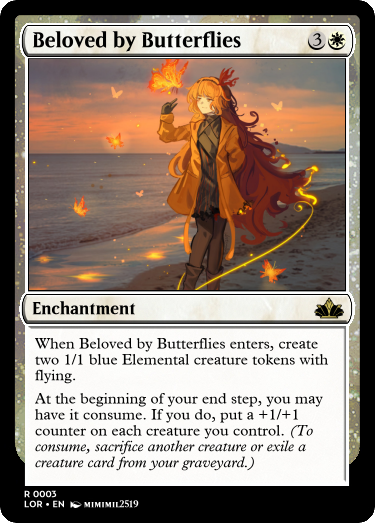 Beloved by Butterflies 3
Enchantment
When Beloved by Butterflies enters, create
two 1/1 blue Elemental creature tokens with
flying.
At the beginning of your end step, you may
have it consume. If you do, put a +1/+1
counter on each creature you control. (To
consume, sacrifice another creature or exile a
creature card from your graveyard.)
R 0003
LOR • EN MIMIMIL2519